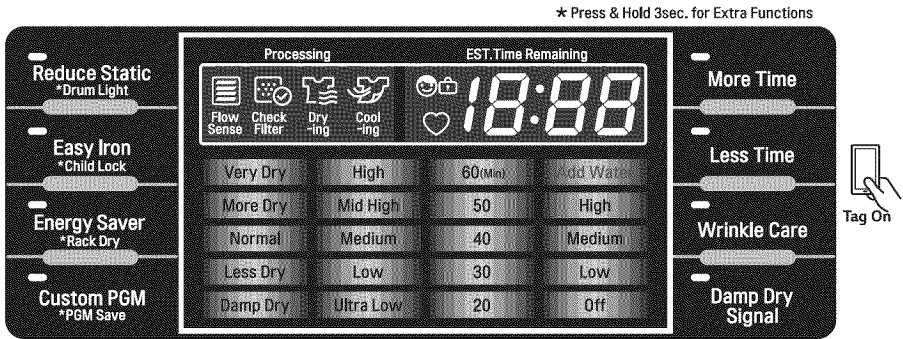 * Press & Hold 3sec. for Extra Functions
Processing
EST.Time Remaining
Reduce Static
*Drum Light
Easy Iron
*Child Lock
Energy Saver
*Rack Dry
Custom PGM
*PGM Save
Flow
Sense
Check
Filter
Dry
-ing
Cool
-ing
18:88
Very Dry High 60(Min) Add Water
More Dry Mid High 50 High
Normal Medium 40 Medium
Less Dry Low 30 Low
Damp Dry Ultra Low 20 Off
More Time
Less Time
Wrinkle Care
Damp Dry
Signal
Tag On